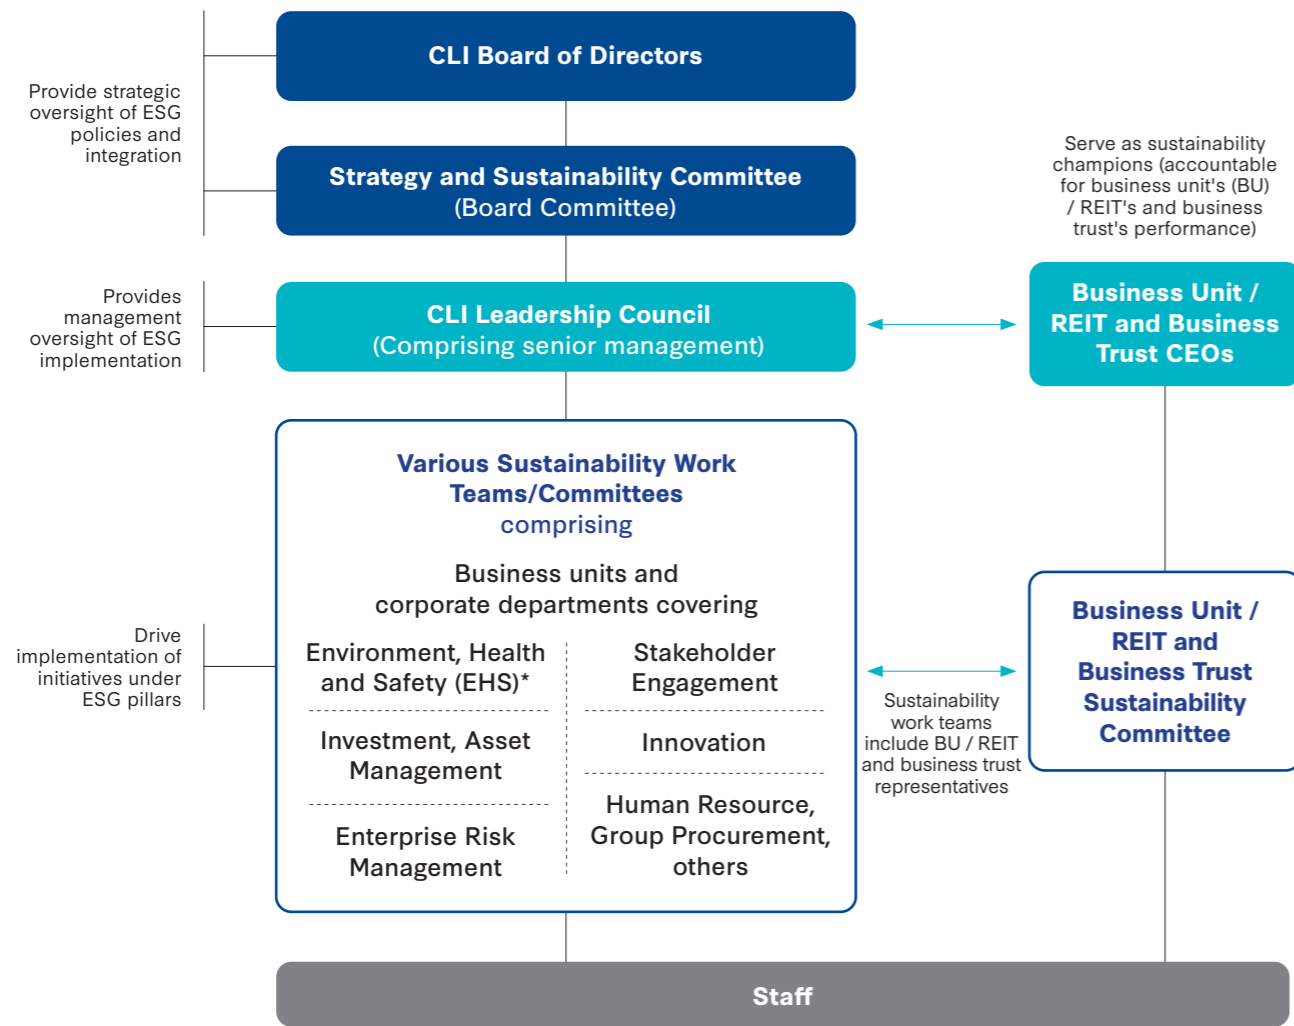 CLI Board of Directors
Provide strategic
oversight of ESG
policies and
integration
Strategy and Sustainability Committee
(Board Committee)
Serve as sustainability
champions (accountable
for business unit's (BU)
/ REIT's and business
trust's performance)
Provides
management
oversight of ESG
implementation
CLI Leadership Council
(Comprising senior management)
Business Unit /
REIT and Business
Trust CEOs
Various Sustainability Work
Teams/Committees
comprising
Business units and
corporate departments covering
Drive
implementation of
initiatives under
ESG pillars
Environment, Health
and Safety (EHS)*
Investment, Asset
Management
Enterprise Risk
Management
Stakeholder
Engagement
Innovation
Human Resource,
Group Procurement,
others
Sustainability
work teams
include BU / REIT
and business trust
representatives
Business Unit /
REIT and
Business Trust
Sustainability
Committee
Staff